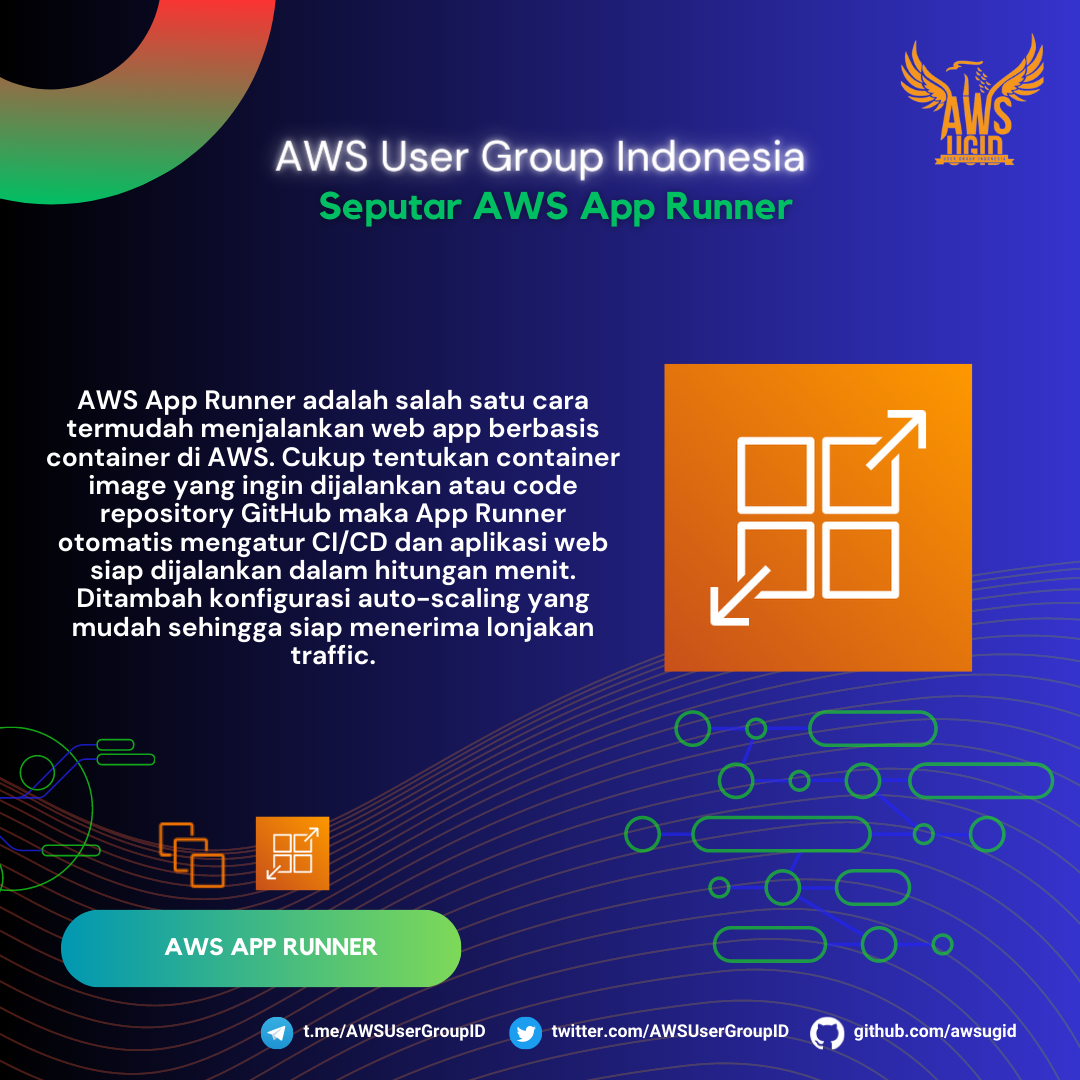 AWS
UGID
USER GROUP INDONESIA
AWS User Group Indonesia
Seputar AWS App Runner
AWS App Runner adalah salah satu cara
termudah menjalankan web app berbasis
container di AWS. Cukup tentukan container
image yang ingin dijalankan atau code
repository GitHub maka App Runner
otomatis mengatur CI/CD dan aplikasi web
siap dijalankan dalam hitungan menit.
Ditambah konfigurasi auto-scaling yang
mudah sehingga siap menerima lonjakan
traffic.
AWS APP RUNNER
t.me/AWSUserGroupID
twitter.com/AWSUserGroupID
github.com/awsugid